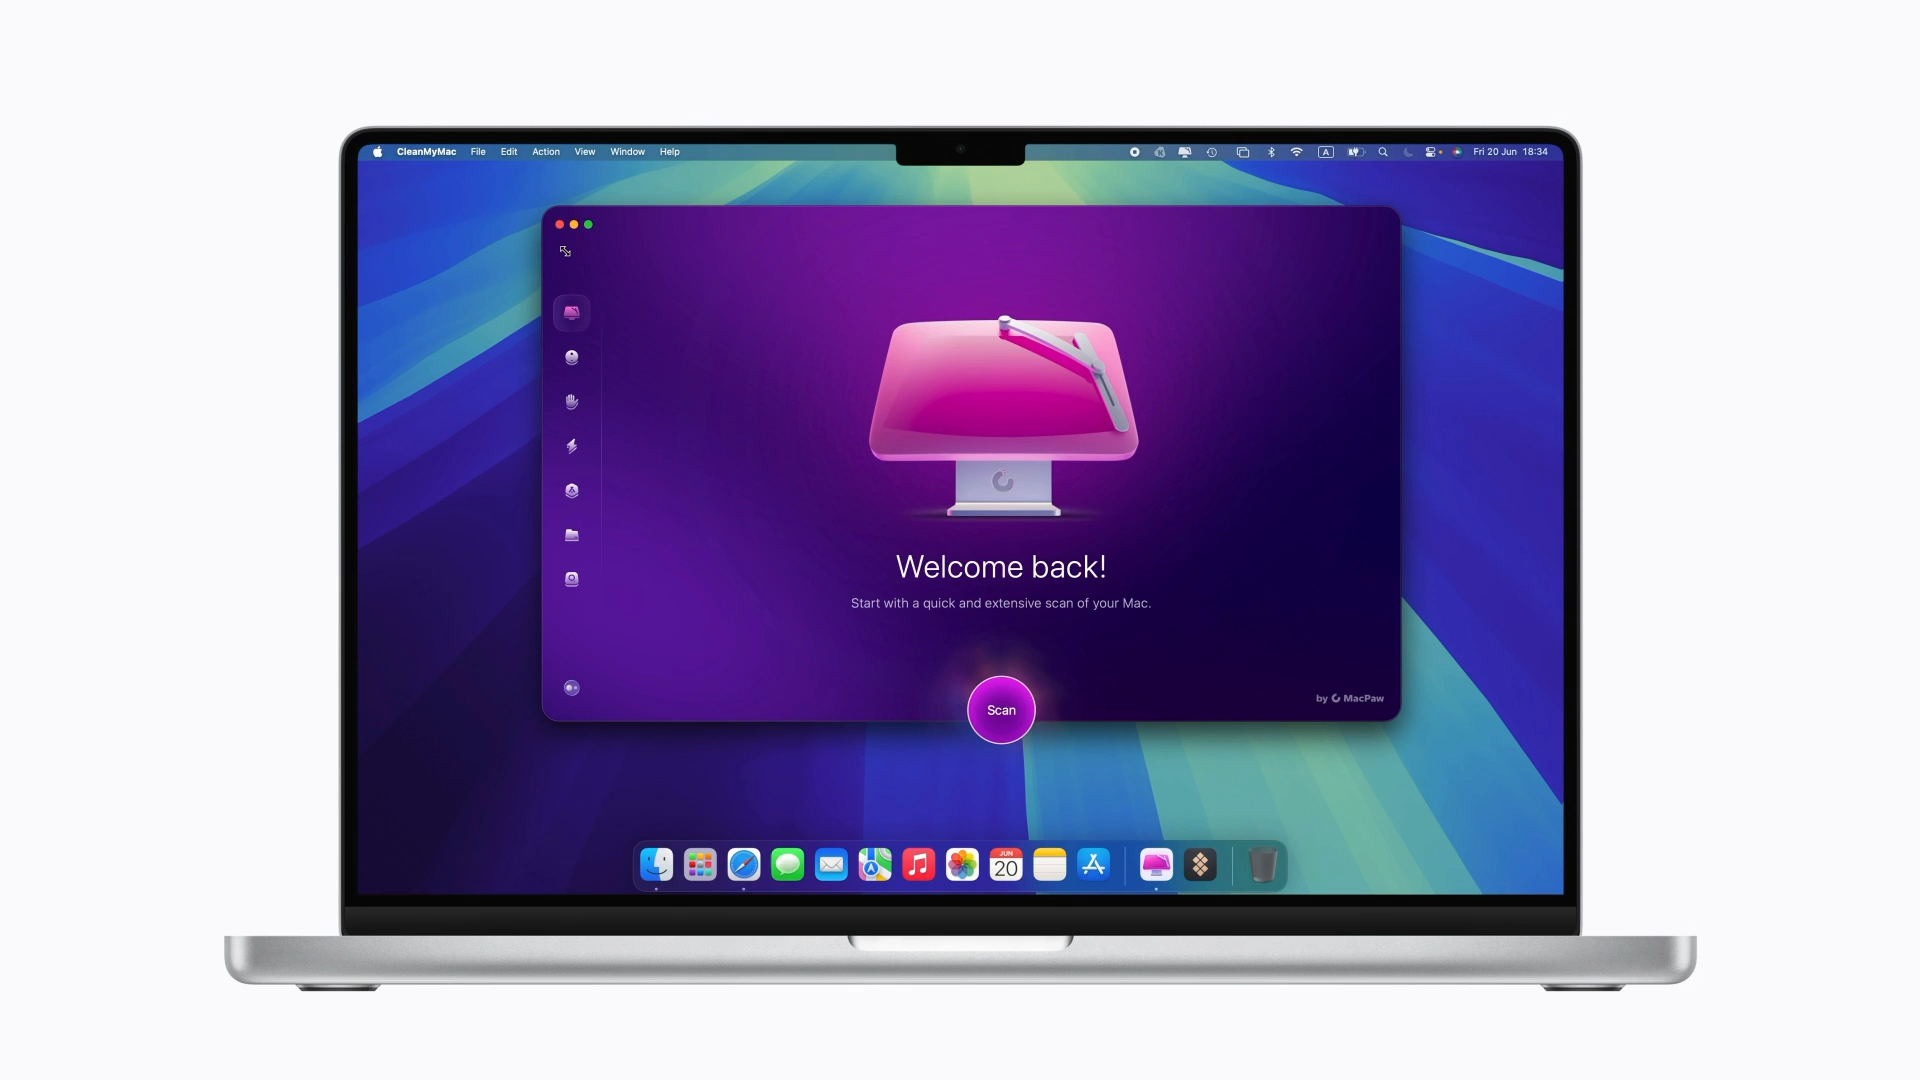 CleanMyMac File Edit Action View Window Help
A
Fri 20 Jun 18:34
Welcome back!
Start with a quick and extensive scan of your Mac.
Scan
by MacPaw
JUN
20